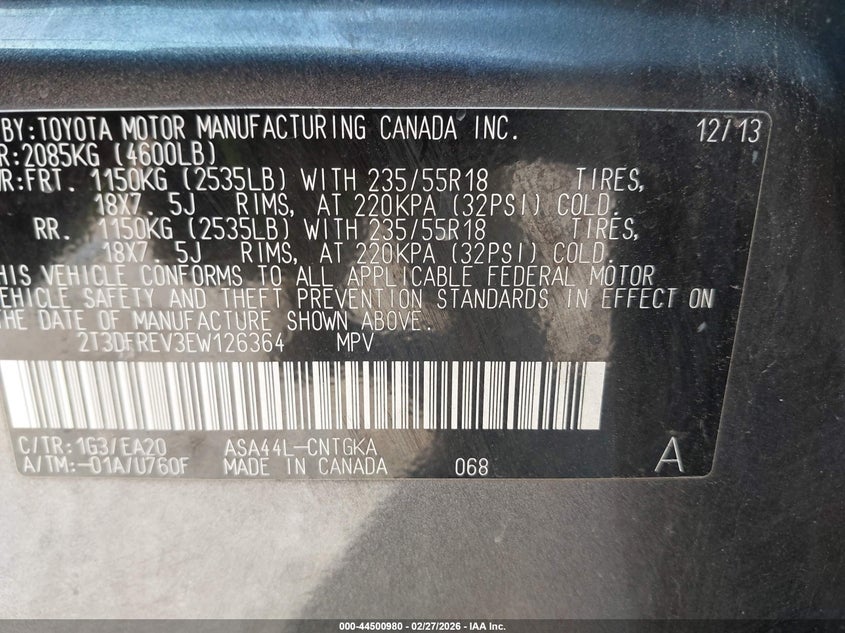 BY:TOYOTA MOTOR MANUFACTURING CANADA INC. 12/13
R:2085KG (4600LB)
R:FRT. 1150KG (2535LB) WITH 235/55R18 TIRES,
18X7.5J RIMS, AT 220KPA (32PSI) COLD.
RR. 1150KG (2535LB) WITH 235/55R18 TIRES,
18X7.5J RIMS, AT 220KPA (32PSI) COLD.
HIS VEHICLE CONFORMS TO ALL APPLICABLE FEDERAL MOTOR
EHICLE SAFETY AND THEFT PREVENTION STANDARDS IN EFFECT ON
HE DATE OF MANUFACTURE SHOWN ABOVE.
2T3DFREV3EW126364 MPV
C/TR:1G3/EA20 ASA44L-CNTGKA
A/TM:-01A/U760F MADE IN CANADA 068 A
000-44500980 - 02/27/2026 - IAA Inc.